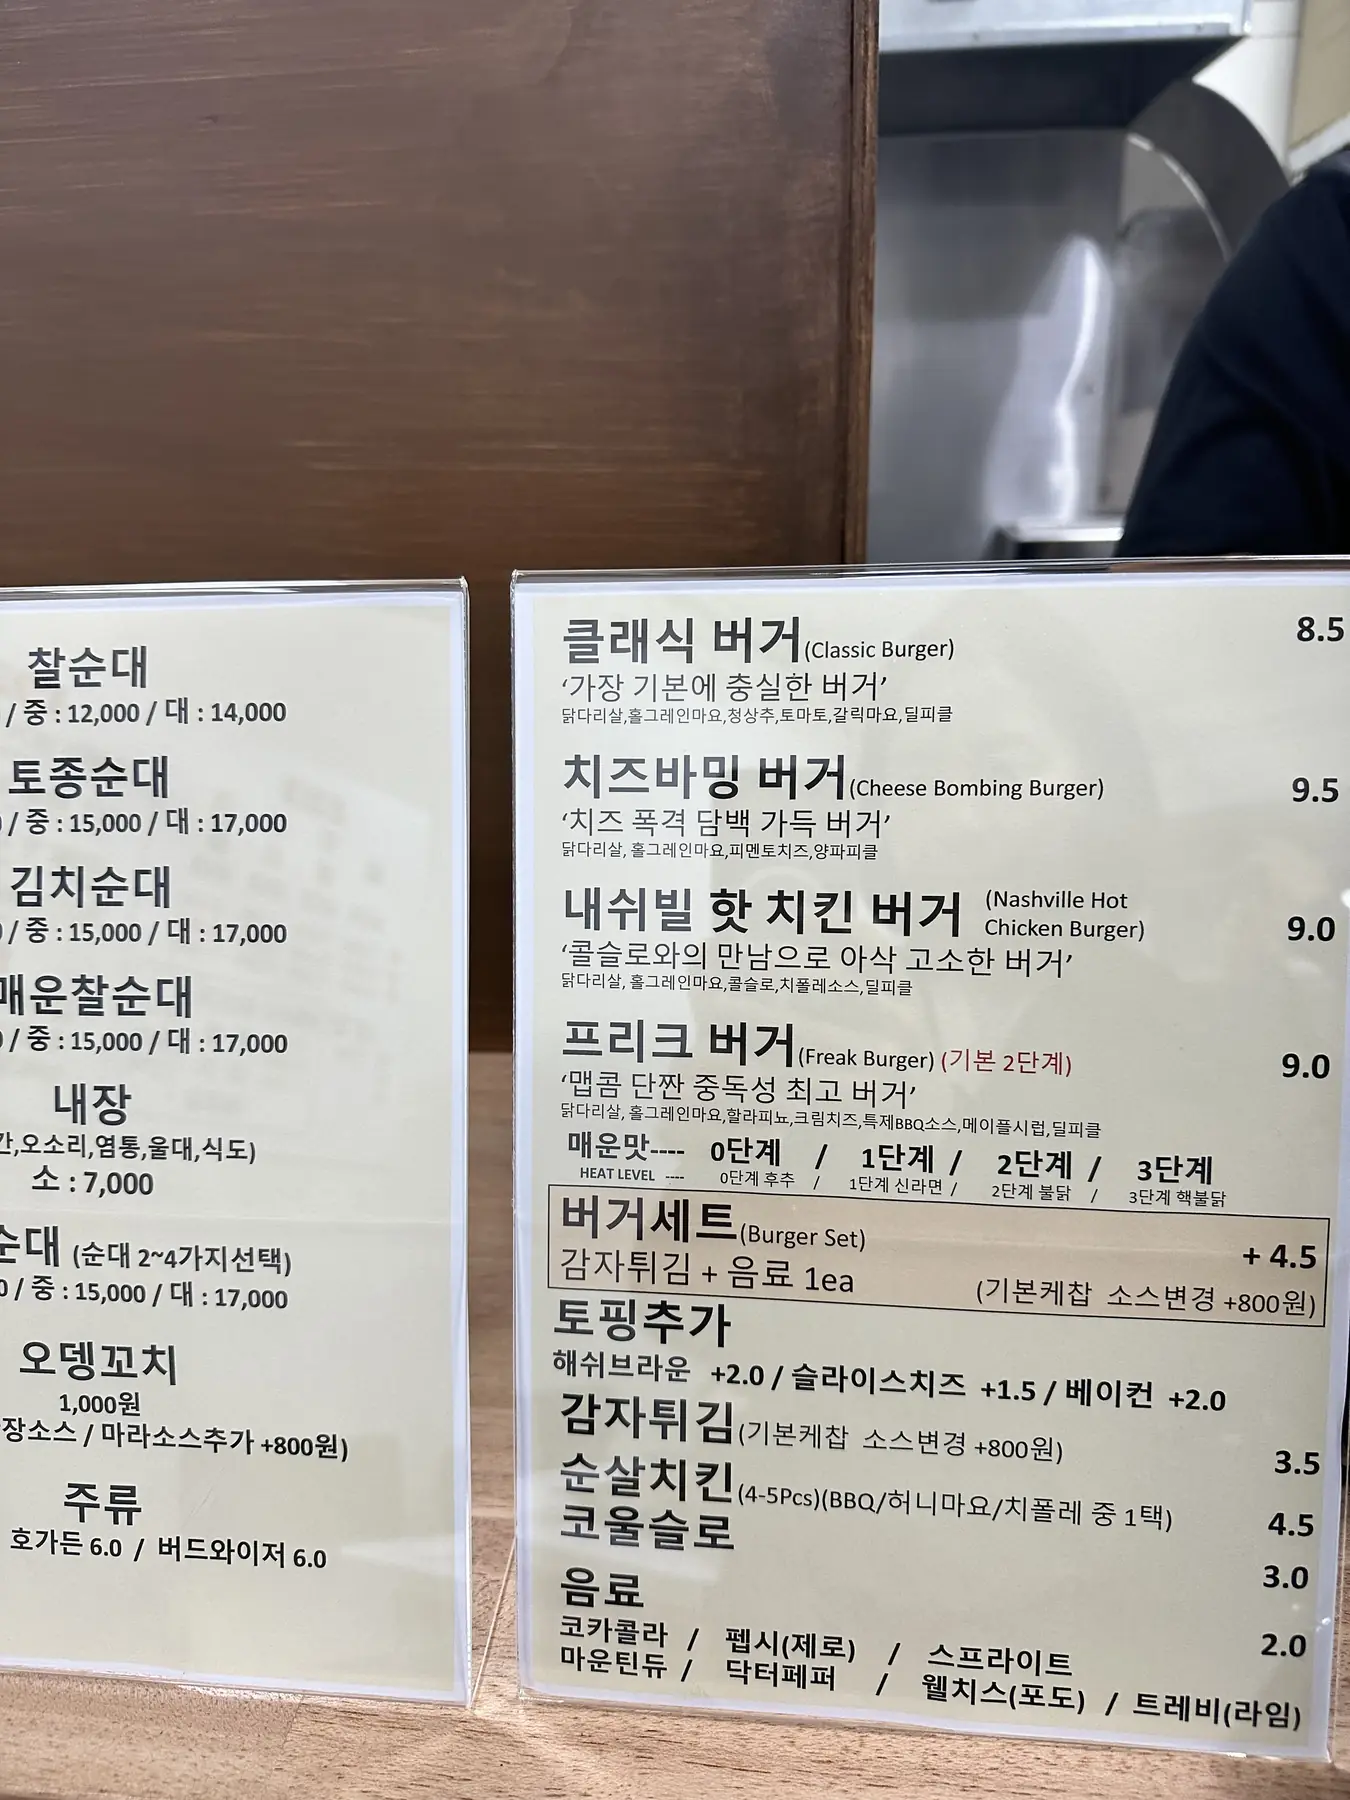 찰순대
/ 중 : 12,000 / 대 : 14,000
토종순대
/ 중 : 15,000 / 대 : 17,000
김치순대
/ 중 : 15,000 / 대 : 17,000
매운찰순대
/ 중 : 15,000 / 대 : 17,000
내장
간,오소리,염통,울대,식도)
소 : 7,000
순대 (순대 2~4가지선택)
0 / 중 : 15,000 / 대 : 17,000
오뎅꼬치
1,000원
장소스 / 마라소스추가 +800원)
주류
호가든 6.0 / 버드와이저 6.0
클래식 버거(Classic Burger) 8.5
‘가장 기본에 충실한 버거’
닭다리살,홀그레인마요,청상추,토마토,갈릭마요,딜피클
치즈바밍 버거(Cheese Bombing Burger) 9.5
‘치즈 폭격 담백 가득 버거’
닭다리살, 홀그레인마요,피멘토치즈,양파피클
내쉬빌 핫 치킨 버거 (Nashville Hot Chicken Burger) 9.0
‘콜슬로와의 만남으로 아삭 고소한 버거’
닭다리살, 홀그레인마요,콜슬로,치폴레소스,딜피클
프리크 버거(Freak Burger) (기본 2단계) 9.0
‘맵콤 단짠 중독성 최고 버거’
닭다리살, 홀그레인마요,할라피뇨,크림치즈,특제BBQ소스,메이플시럽,딜피클
매운맛---- 0단계 / 1단계 / 2단계 / 3단계
HEAT LEVEL ---- 0단계 후추 / 1단계 신라면 / 2단계 불닭 / 3단계 핵불닭
버거세트(Burger Set) + 4.5
감자튀김 + 음료 1ea (기본케찹 소스변경 +800원)
토핑추가
해쉬브라운 +2.0 / 슬라이스치즈 +1.5 / 베이컨 +2.0
감자튀김(기본케찹 소스변경 +800원) 3.5
순살치킨(4-5Pcs)(BBQ/허니마요/치폴레 중 1택) 4.5
코울슬로 3.0
음료 2.0
코카콜라 / 펩시(제로) / 스프라이트
마운틴듀 / 닥터페퍼 / 웰치스(포도) / 트레비(라임)